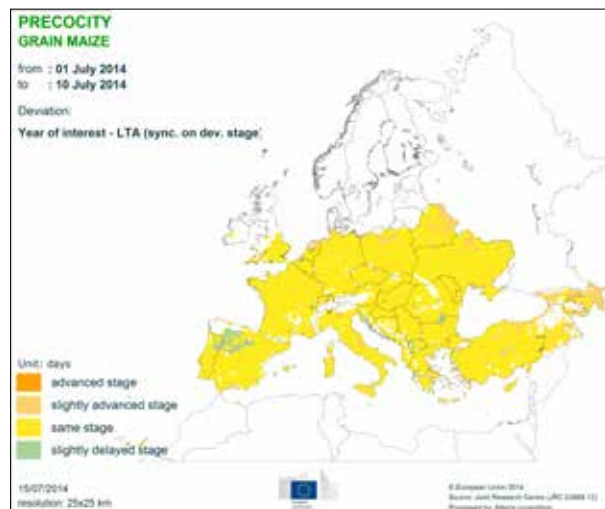 PRECOCITY
GRAIN MAIZE
from : 01 July 2014
to : 10 July 2014
Deviation:
Year of interest - LTA (sync. on dev. stage)
Unit: days
advanced stage
slightly advanced stage
same stage
slightly delayed stage
15/07/2014
resolution: 25x25 km
© European Union 2014
Source: Joint Research Centre
Processed by